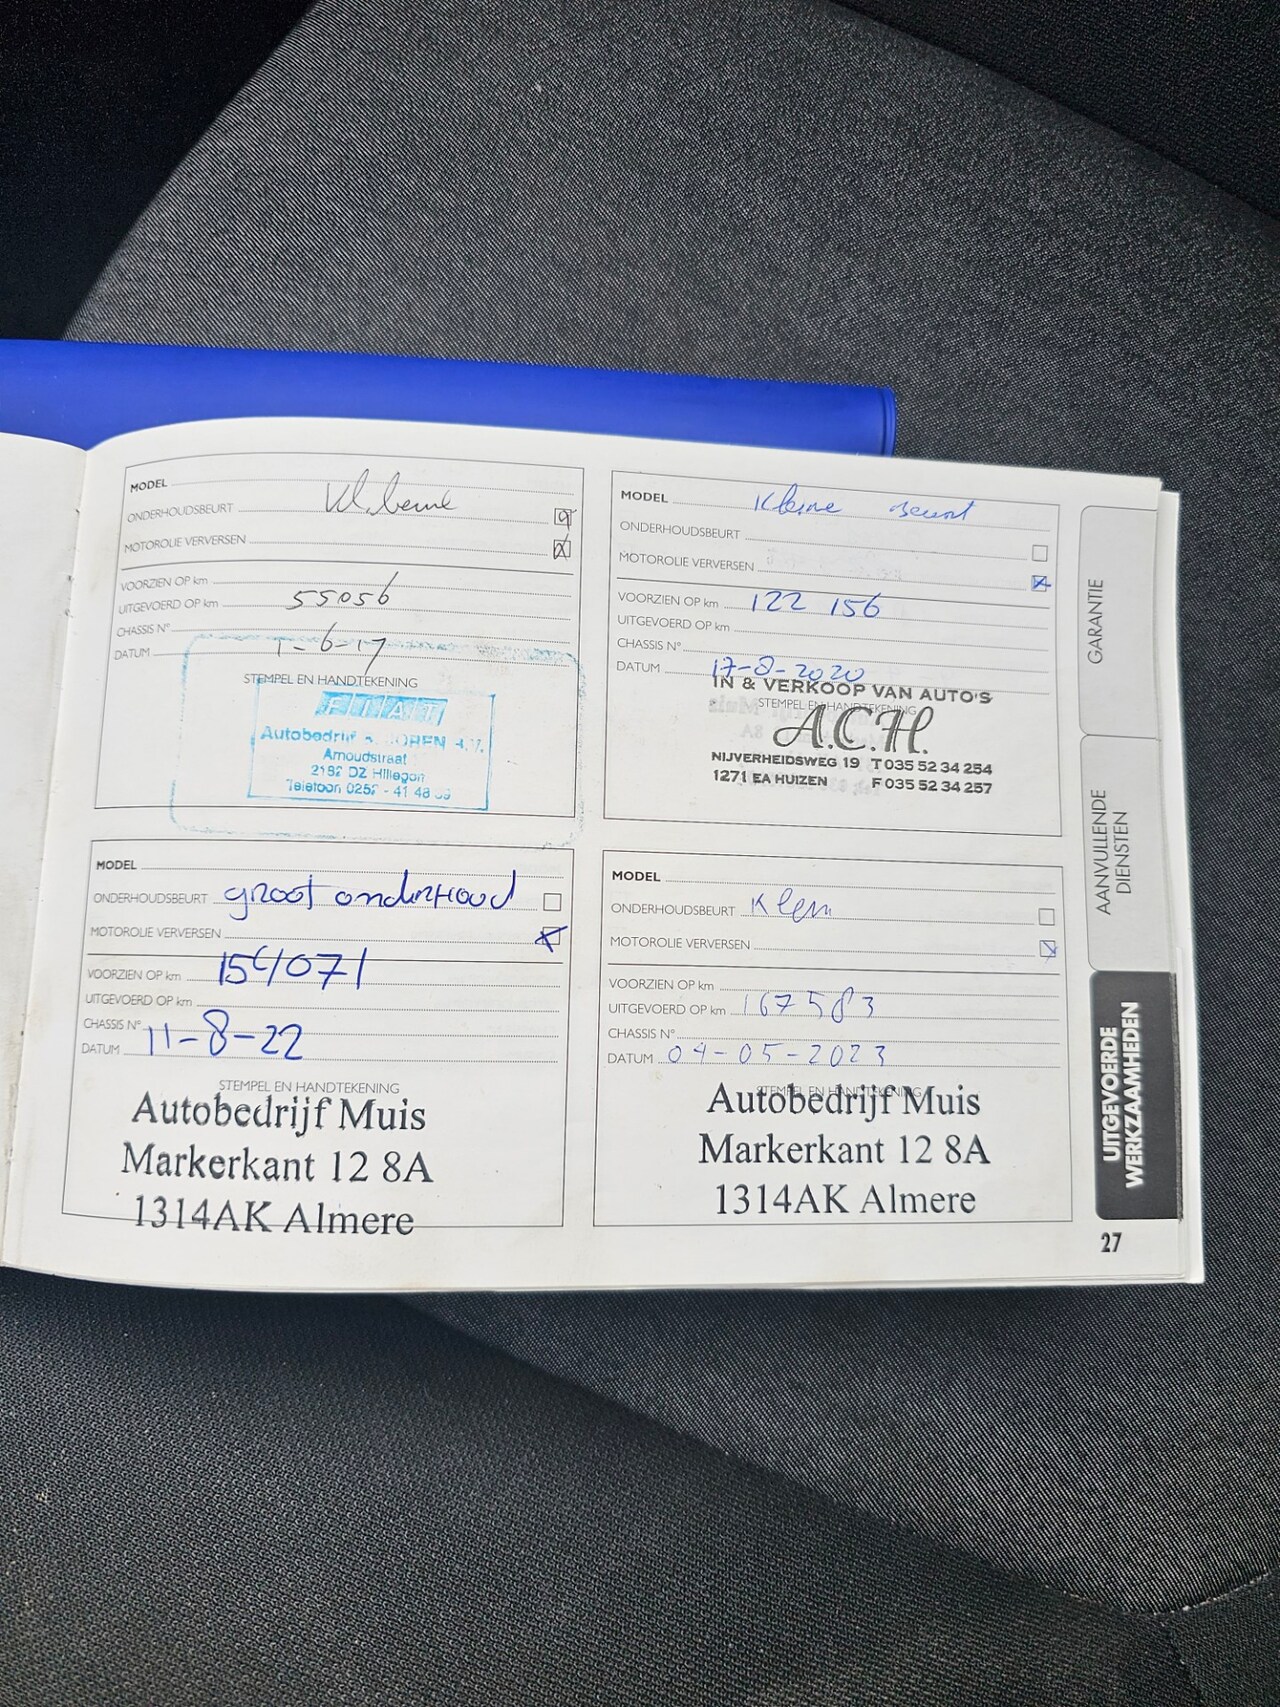 MODEL
ONDERHOUDSBEURT Kl. beurt
MOTOROLIE VERVERSEN
VOORZIEN OP km
UITGEVOERD OP km 55056
CHASSIS N°
DATUM 1-6-17
STEMPEL EN HANDTEKENING
FIAT
Autobedrijf
Arnoudstraat
2182 DZ Hillegom
Telefoon 0252 - 41 48
MODEL Kleine Beurt
ONDERHOUDSBEURT
MOTOROLIE VERVERSEN
VOORZIEN OP km 122 156
UITGEVOERD OP km
CHASSIS N°
DATUM 17-8-2020
IN & VERKOOP VAN AUTO'S
STEMPEL EN HANDTEKENING
A.C.H.
NIJVERHEIDSWEG 19 T 035 52 34 254
1271 EA HUIZEN F 035 52 34 257
MODEL
ONDERHOUDSBEURT groot onderhoud
MOTOROLIE VERVERSEN
VOORZIEN OP km 154071
UITGEVOERD OP km
CHASSIS N°
DATUM 11-8-22
STEMPEL EN HANDTEKENING
Autobedrijf Muis
Markerkant 12 8A
1314AK Almere
MODEL
ONDERHOUDSBEURT Klein
MOTOROLIE VERVERSEN
VOORZIEN OP km
UITGEVOERD OP km 167583
CHASSIS N°
DATUM 04-05-2023
STEMPEL EN HANDTEKENING
Autobedrijf Muis
Markerkant 12 8A
1314AK Almere
GARANTIE
AANVULLENDE
DIENSTEN
UITGEVOERDE
WERKZAAMHEDEN
27